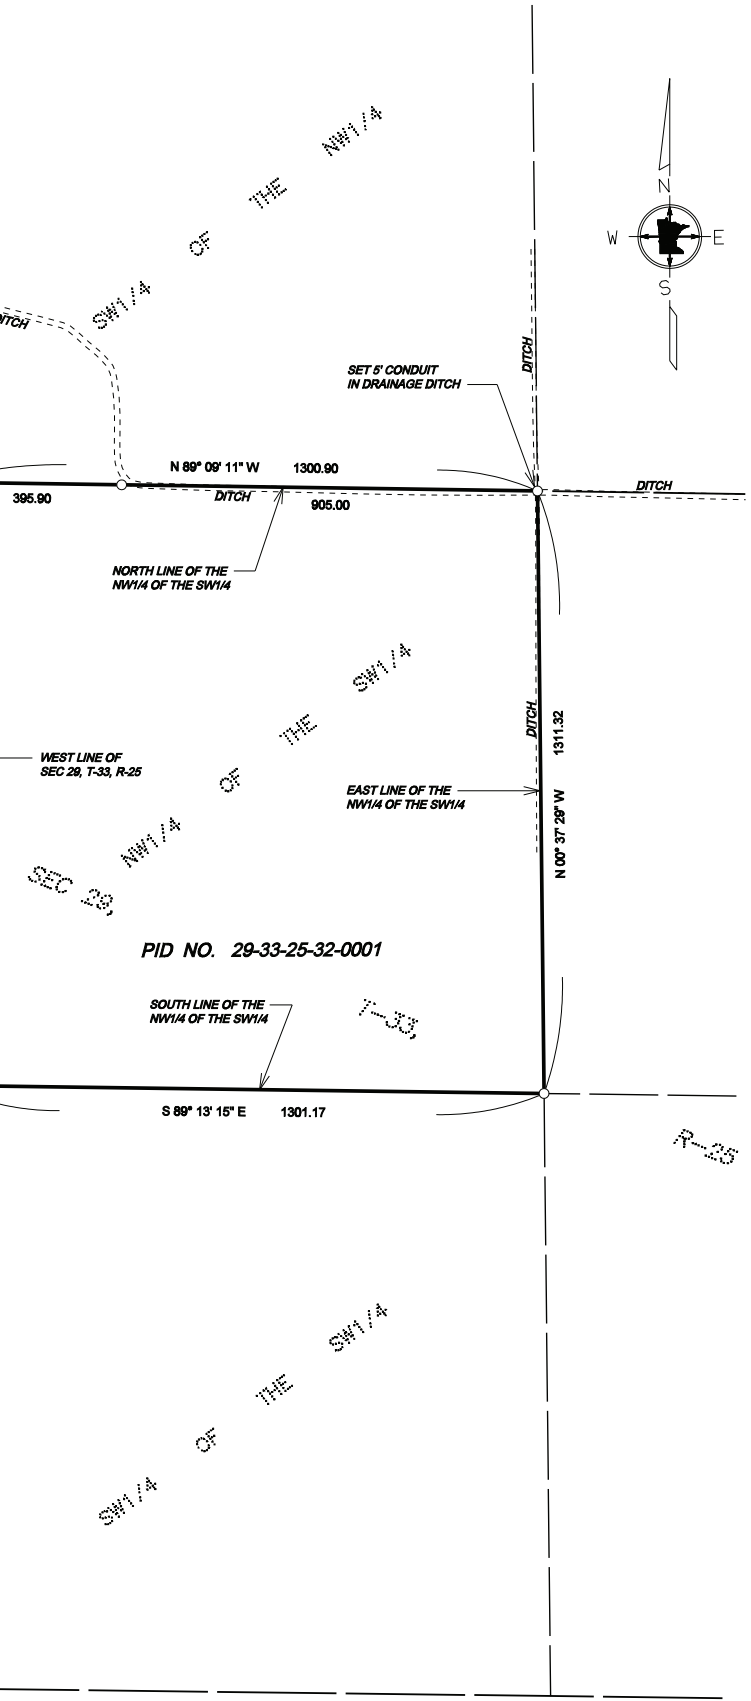 SW1/4 OF THE NW1/4
N
W
E
S
DITCH
SET 5' CONDUIT
IN DRAINAGE DITCH
DITCH
N 89° 09' 11" W 1300.90
395.90
DITCH
905.00
DITCH
NORTH LINE OF THE
NW1/4 OF THE SW1/4
NW1/4 OF THE SW1/4
DITCH
1311.32
N 00° 37' 29" W
WEST LINE OF
SEC 29, T-33, R-25
EAST LINE OF THE
NW1/4 OF THE SW1/4
SEC 29,
PID NO. 29-33-25-32-0001
SOUTH LINE OF THE
NW1/4 OF THE SW1/4
T-33,
S 89° 13' 15" E 1301.17
R-25
SW1/4 OF THE SW1/4